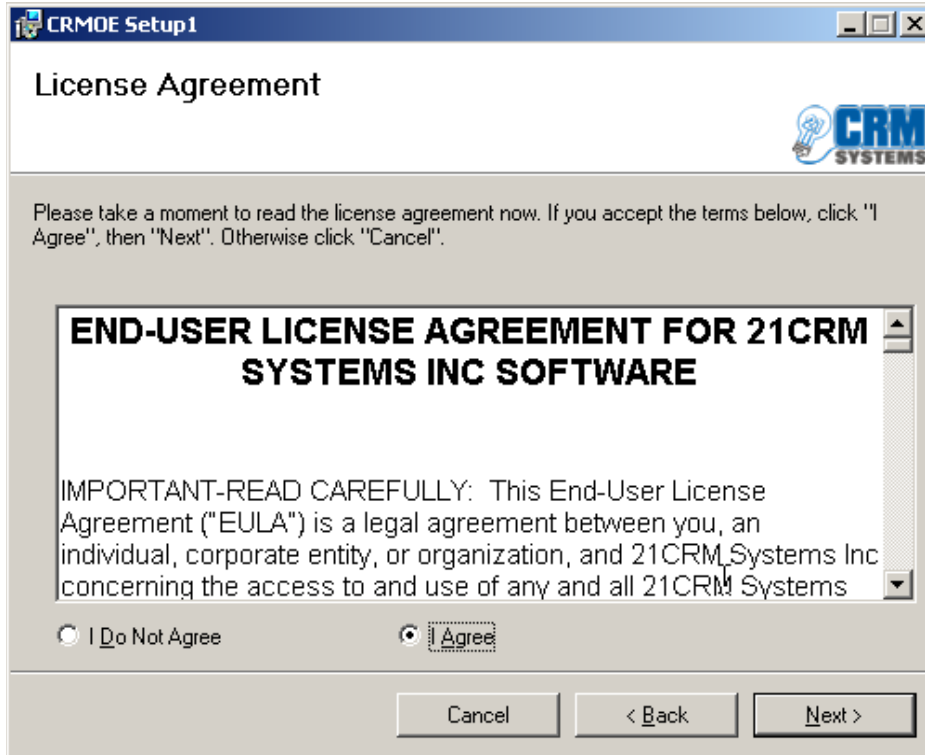 CRMOE Setup1
License Agreement
CRM
SYSTEMS
Please take a moment to read the license agreement now. If you accept the terms below, click "I
Agree", then "Next". Otherwise click "Cancel".
END-USER LICENSE AGREEMENT FOR 21CRM
SYSTEMS INC SOFTWARE
IMPORTANT-READ CAREFULLY:  This End-User License
Agreement ("EULA") is a legal agreement between you, an
individual, corporate entity, or organization, and 21CRM Systems Inc
concerning the access to and use of any and all 21CRM Systems
I Do Not Agree
I Agree
Cancel
< Back
Next >